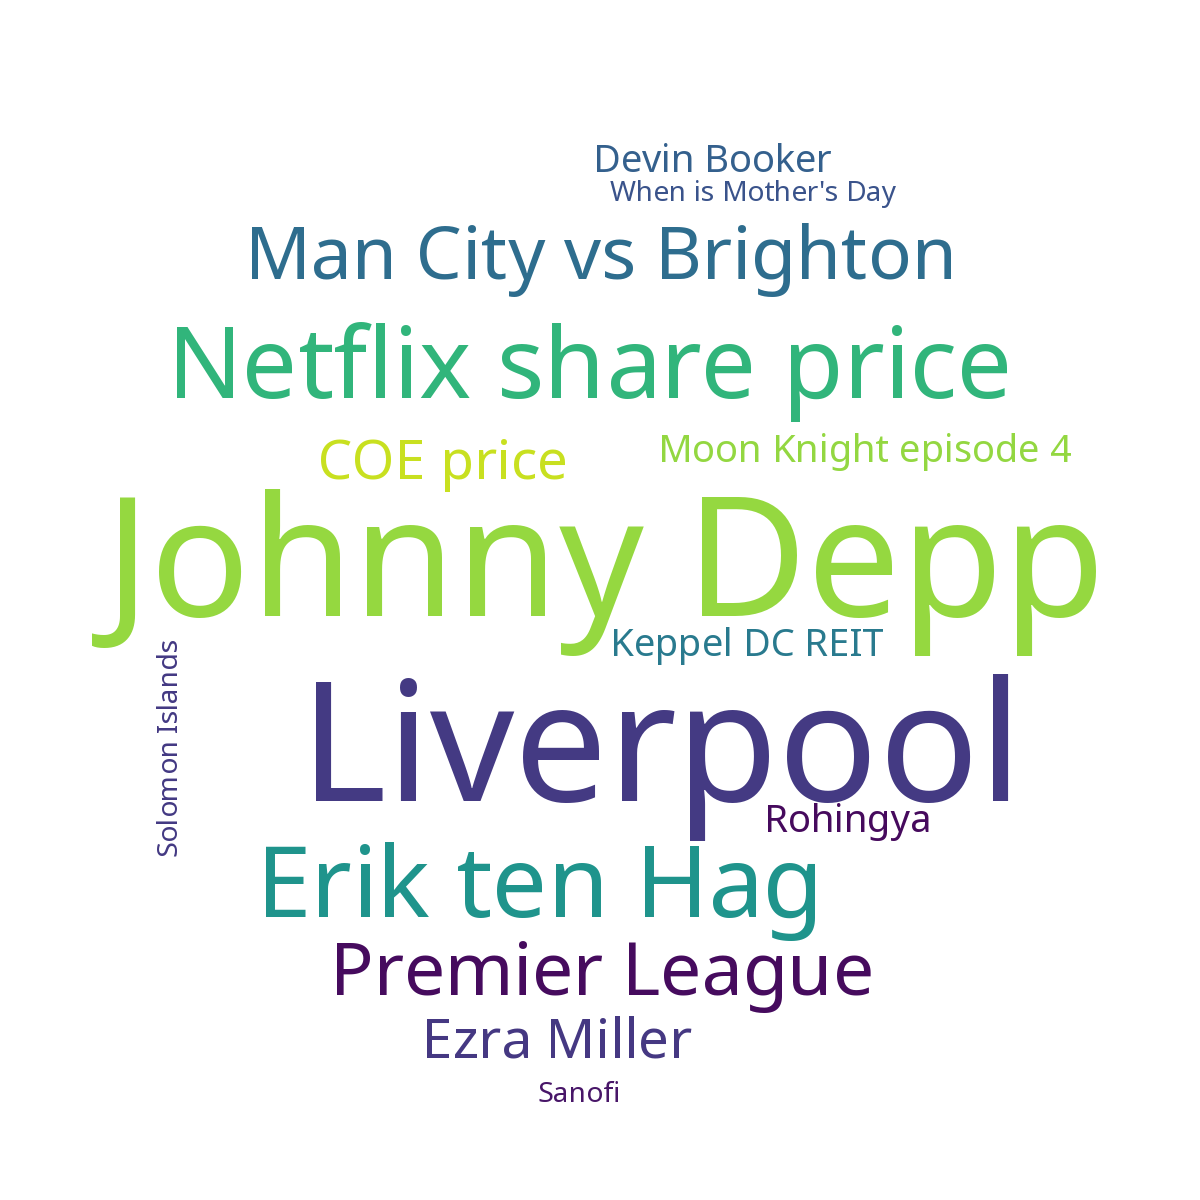 Devin Booker
When is Mother's Day
Man City vs Brighton
Netflix share price
COE price
Moon Knight episode 4
Johnny Depp
Keppel DC REIT
Solomon Islands
Liverpool
Rohingya
Erik ten Hag
Premier League
Ezra Miller
Sanofi